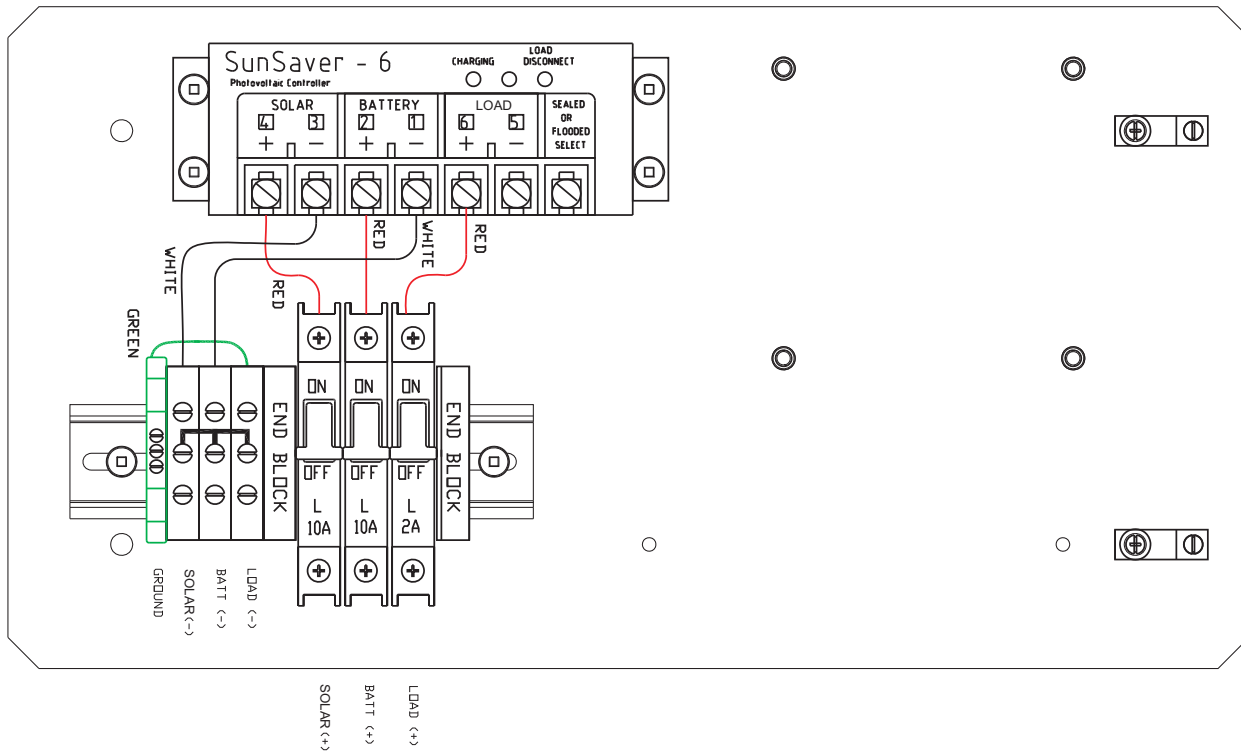 SunSaver - 6
Photovoltaic Controller
CHARGING
LOAD
DISCONNECT
SOLAR
4 3
+ -
BATTERY
2 1
+ -
LOAD
6 5
+ -
SEALED
OR
FLOODED
SELECT
WHITE
RED
RED
WHITE
RED
GREEN
END BLOCK
ON
OFF
L
10A
ON
OFF
L
10A
ON
OFF
L
2A
END BLOCK
GROUND
SOLAR(-)
BATT (-)
LOAD (-)
SOLAR(+)
BATT (+)
LOAD (+)